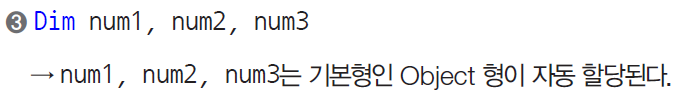 ❸ Dim num1, num2, num3
→ num1, num2, num3는 기본형인 Object 형이 자동 할당된다.